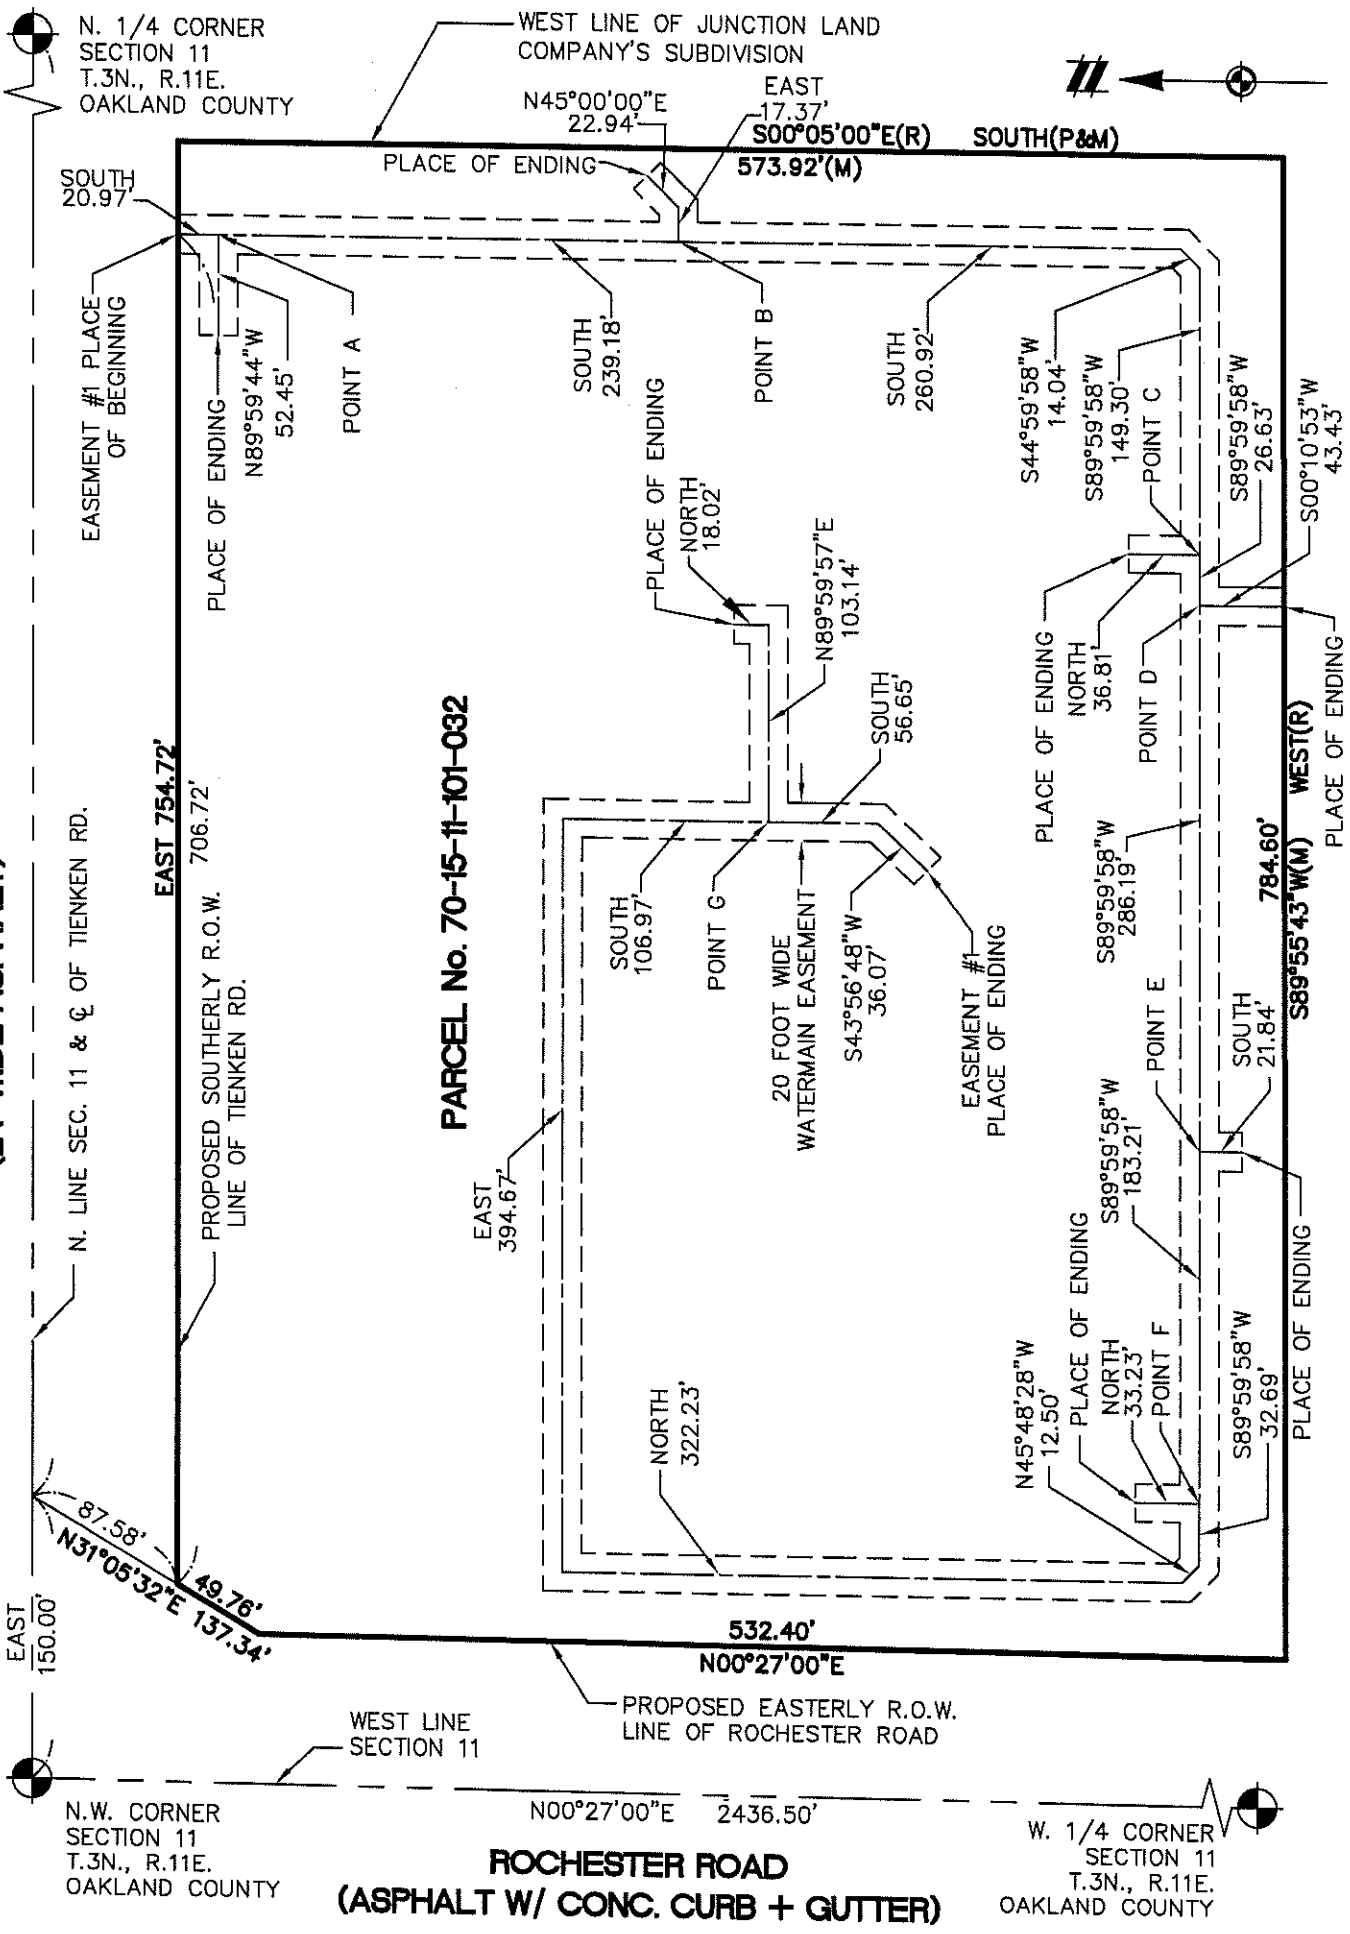 N. 1/4 CORNER
SECTION 11
T.3N., R.11E.
OAKLAND COUNTY
WEST LINE OF JUNCTION LAND
COMPANY'S SUBDIVISION
N45°00'00"E
22.94'
EAST
17.37'
S00°05'00"E(R) SOUTH(P&M)
573.92'(M)
PLACE OF ENDING
SOUTH
20.97'
EASEMENT #1 PLACE
OF BEGINNING
PLACE OF ENDING
N89°59'44"W
52.45'
POINT A
SOUTH
239.18'
POINT B
SOUTH
260.92'
S44°59'58"W
14.04'
S89°59'58"W
149.30'
POINT C
S89°59'58"W
26.63'
S00°10'53"W
43.43'
PLACE OF ENDING
NORTH
18.02'
N89°59'57"E
103.14'
PLACE OF ENDING
NORTH
36.81'
POINT D
PLACE OF ENDING
SOUTH
56.65'
EAST 754.72'
706.72'
PARCEL No. 70-15-11-101-032
N. LINE SEC. 11 & ℄ OF TIENKEN RD.
PROPOSED SOUTHERLY R.O.W.
LINE OF TIENKEN RD.
SOUTH
106.97'
POINT G
20 FOOT WIDE
WATERMAIN EASEMENT
S43°56'48"W
36.07'
EASEMENT #1
PLACE OF ENDING
S89°59'58"W
286.19'
784.60'
S89°55'43"W(M) WEST(R)
POINT E
SOUTH
21.84'
S89°59'58"W
183.21'
PLACE OF ENDING
EAST
394.67'
NORTH
322.23'
N45°48'28"W
12.50'
PLACE OF ENDING
NORTH
33.23'
POINT F
S89°59'58"W
32.69'
87.58'
N31°05'32"E 137.34'
49.76'
EAST
150.00'
532.40'
N00°27'00"E
PROPOSED EASTERLY R.O.W.
LINE OF ROCHESTER ROAD
WEST LINE
SECTION 11
N.W. CORNER
SECTION 11
T.3N., R.11E.
OAKLAND COUNTY
N00°27'00"E 2436.50'
W. 1/4 CORNER
SECTION 11
T.3N., R.11E.
OAKLAND COUNTY
ROCHESTER ROAD
(ASPHALT W/ CONC. CURB + GUTTER)